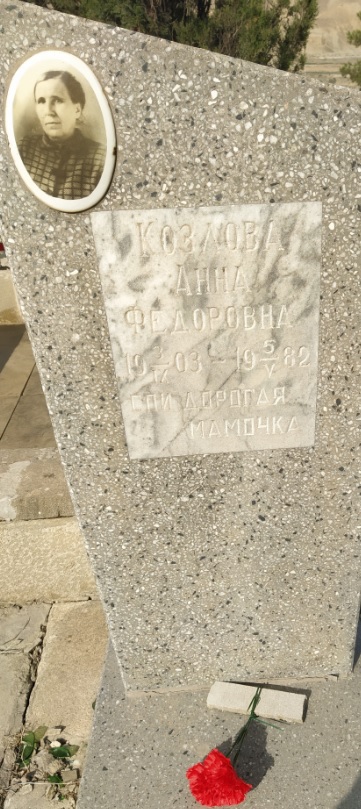 КОЗЛОВА
АННА
ФЕДОРОВНА
19 2/IV 03 – 19 5/V 82
СПИ ДОРОГАЯ
МАМОЧКА